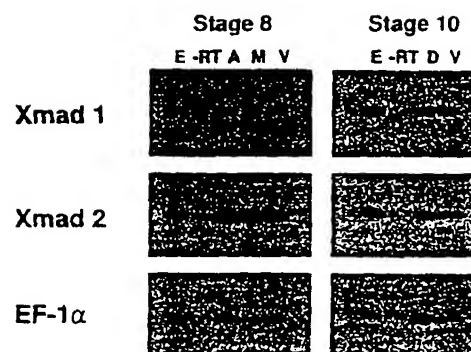 Stage 8 Stage 10
E -RT A M V E -RT D V
Xmad 1
Xmad 2
EF-1α